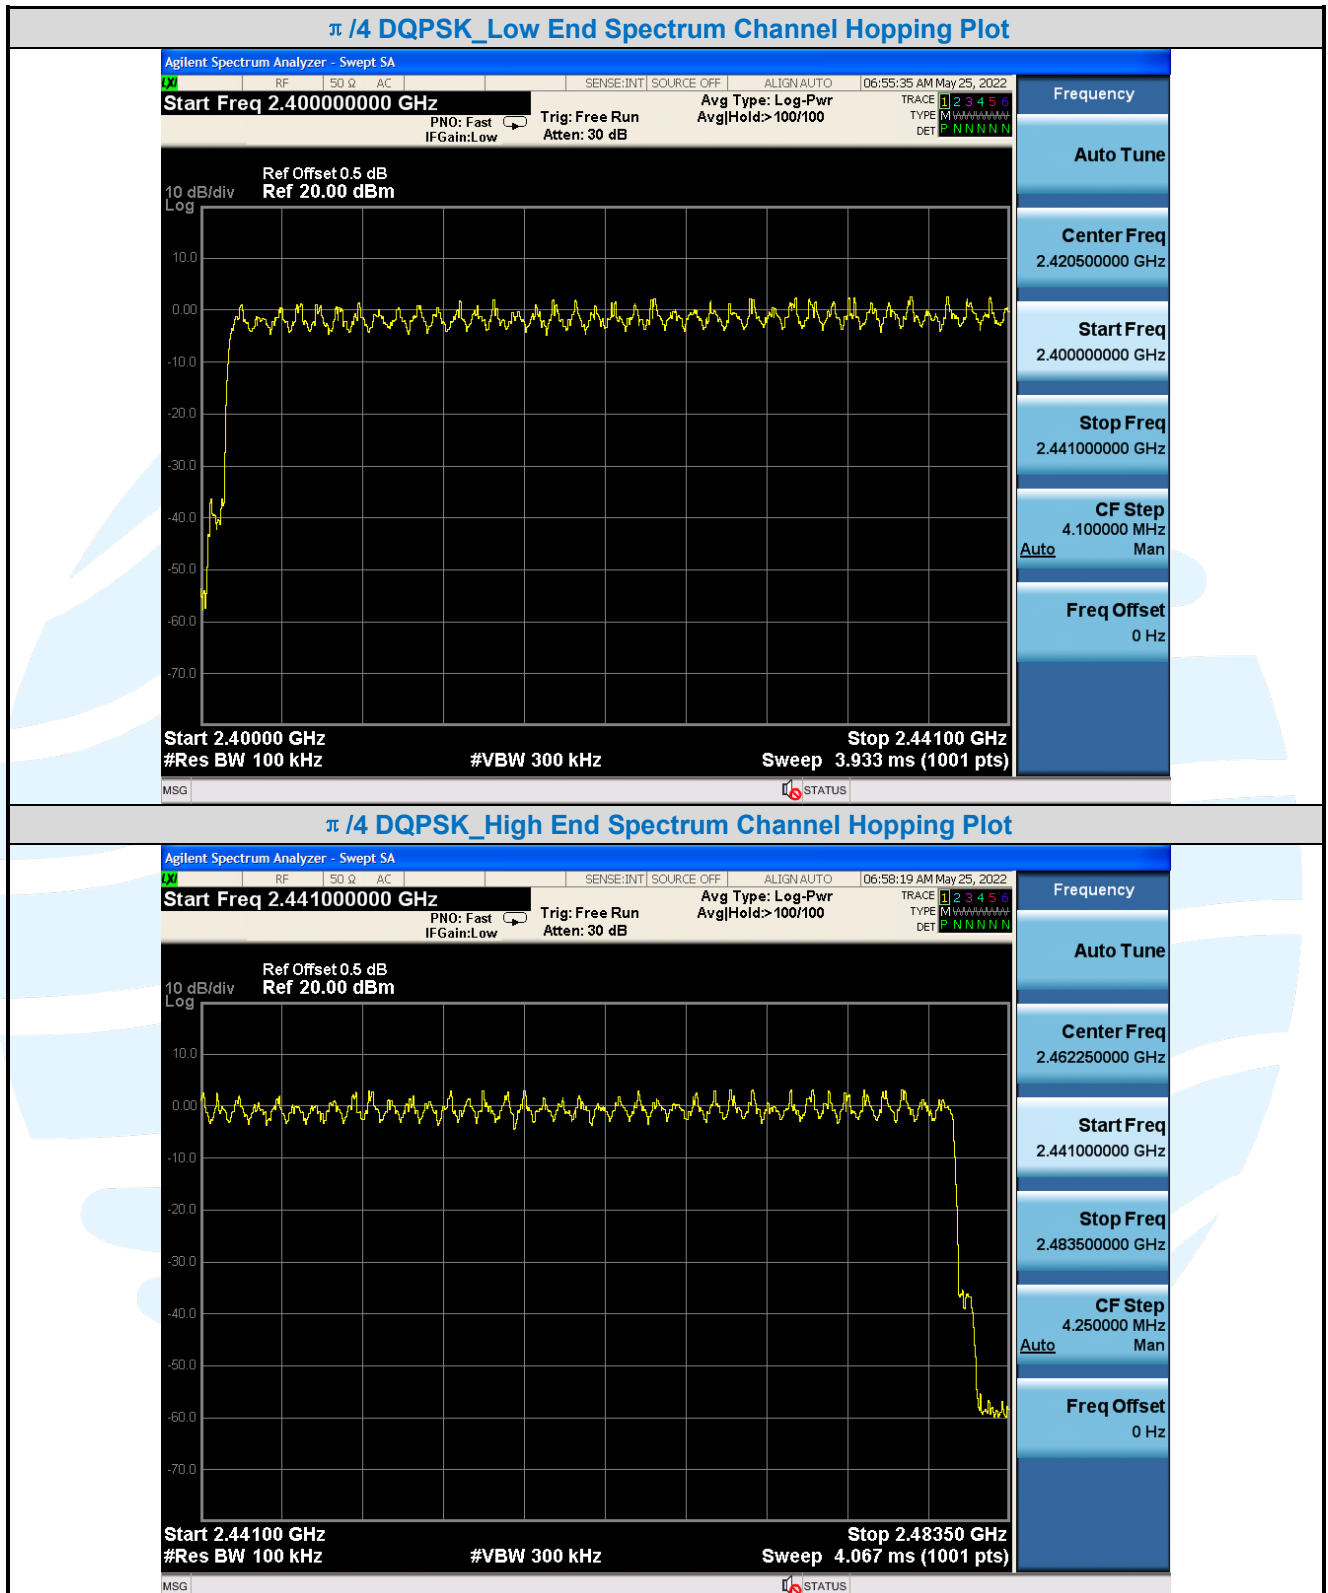 π /4 DQPSK_Low End Spectrum Channel Hopping Plot
Agilent Spectrum Analyzer - Swept SA
LXI RF 50 Ω AC SENSE:INT SOURCE OFF ALIGN AUTO 06:55:35 AM May 25, 2022
Start Freq 2.400000000 GHz
PNO: Fast
IFGain:Low
Trig: Free Run
Atten: 30 dB
Avg Type: Log-Pwr
Avg|Hold:>100/100
TRACE 1 2 3 4 5 6
TYPE M
DET P N N N N N
Ref Offset 0.5 dB
10 dB/div Ref 20.00 dBm
Log
10.0
0.00
-10.0
-20.0
-30.0
-40.0
-50.0
-60.0
-70.0
Start 2.40000 GHz Stop 2.44100 GHz
#Res BW 100 kHz #VBW 300 kHz Sweep 3.933 ms (1001 pts)
MSG STATUS
Frequency
Auto Tune
Center Freq
2.420500000 GHz
Start Freq
2.400000000 GHz
Stop Freq
2.441000000 GHz
CF Step
4.100000 MHz
Auto Man
Freq Offset
0 Hz
π /4 DQPSK_High End Spectrum Channel Hopping Plot
Agilent Spectrum Analyzer - Swept SA
LXI RF 50 Ω AC SENSE:INT SOURCE OFF ALIGN AUTO 06:58:19 AM May 25, 2022
Start Freq 2.441000000 GHz
PNO: Fast
IFGain:Low
Trig: Free Run
Atten: 30 dB
Avg Type: Log-Pwr
Avg|Hold:>100/100
TRACE 1 2 3 4 5 6
TYPE M
DET P N N N N N
Ref Offset 0.5 dB
10 dB/div Ref 20.00 dBm
Log
10.0
0.00
-10.0
-20.0
-30.0
-40.0
-50.0
-60.0
-70.0
Start 2.44100 GHz Stop 2.48350 GHz
#Res BW 100 kHz #VBW 300 kHz Sweep 4.067 ms (1001 pts)
MSG STATUS
Frequency
Auto Tune
Center Freq
2.462250000 GHz
Start Freq
2.441000000 GHz
Stop Freq
2.483500000 GHz
CF Step
4.250000 MHz
Auto Man
Freq Offset
0 Hz